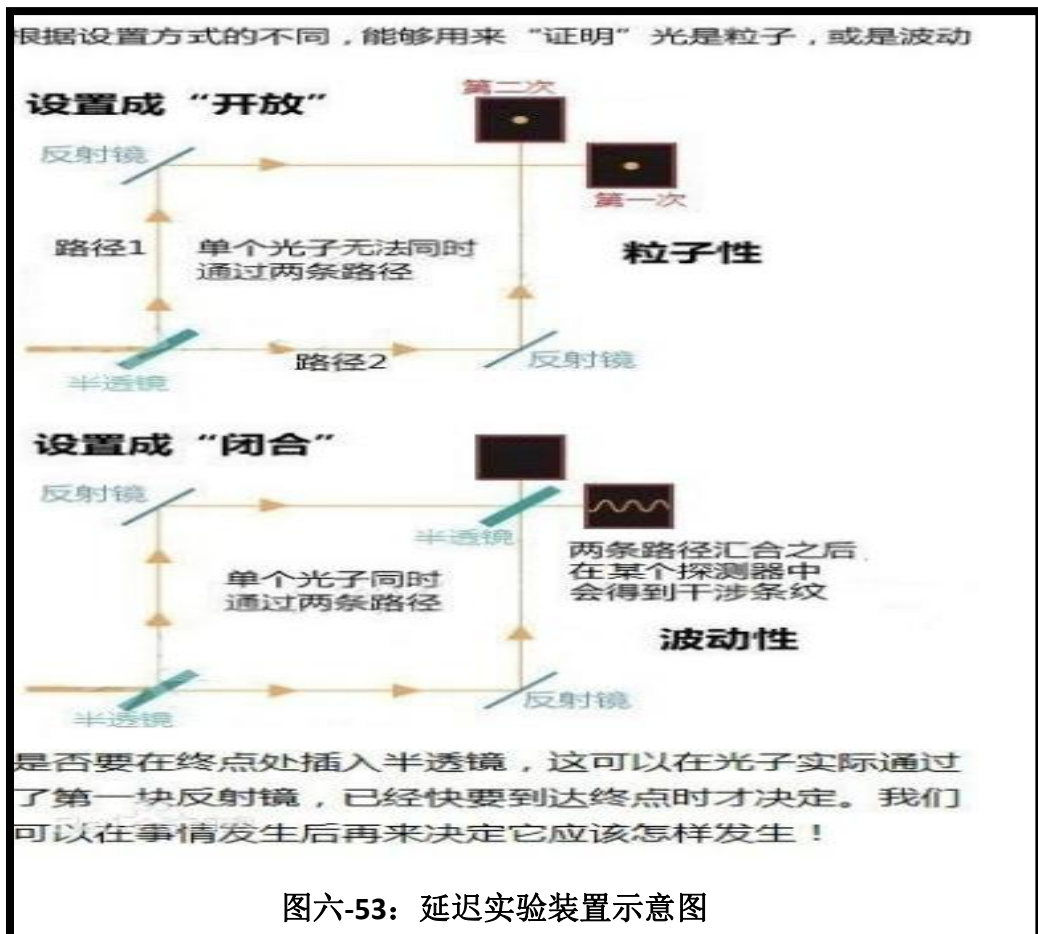 根据设置方式的不同，能够用来“证明”光是粒子，或是波动
设置成“开放”
第二次
反射镜
第一次
路径1
单个光子无法同时
通过两条路径
粒子性
路径2
反射镜
半透镜
设置成“闭合”
反射镜
半透镜
两条路径汇合之后
在某个探测器中
会得到干涉条纹
单个光子同时
通过两条路径
波动性
反射镜
半透镜
是否要在终点处插入半透镜，这可以在光子实际通过
了第一块反射镜，已经快要到达终点时才决定。我们
可以在事情发生后再来决定它应该怎样发生！
图六-53：延迟实验装置示意图